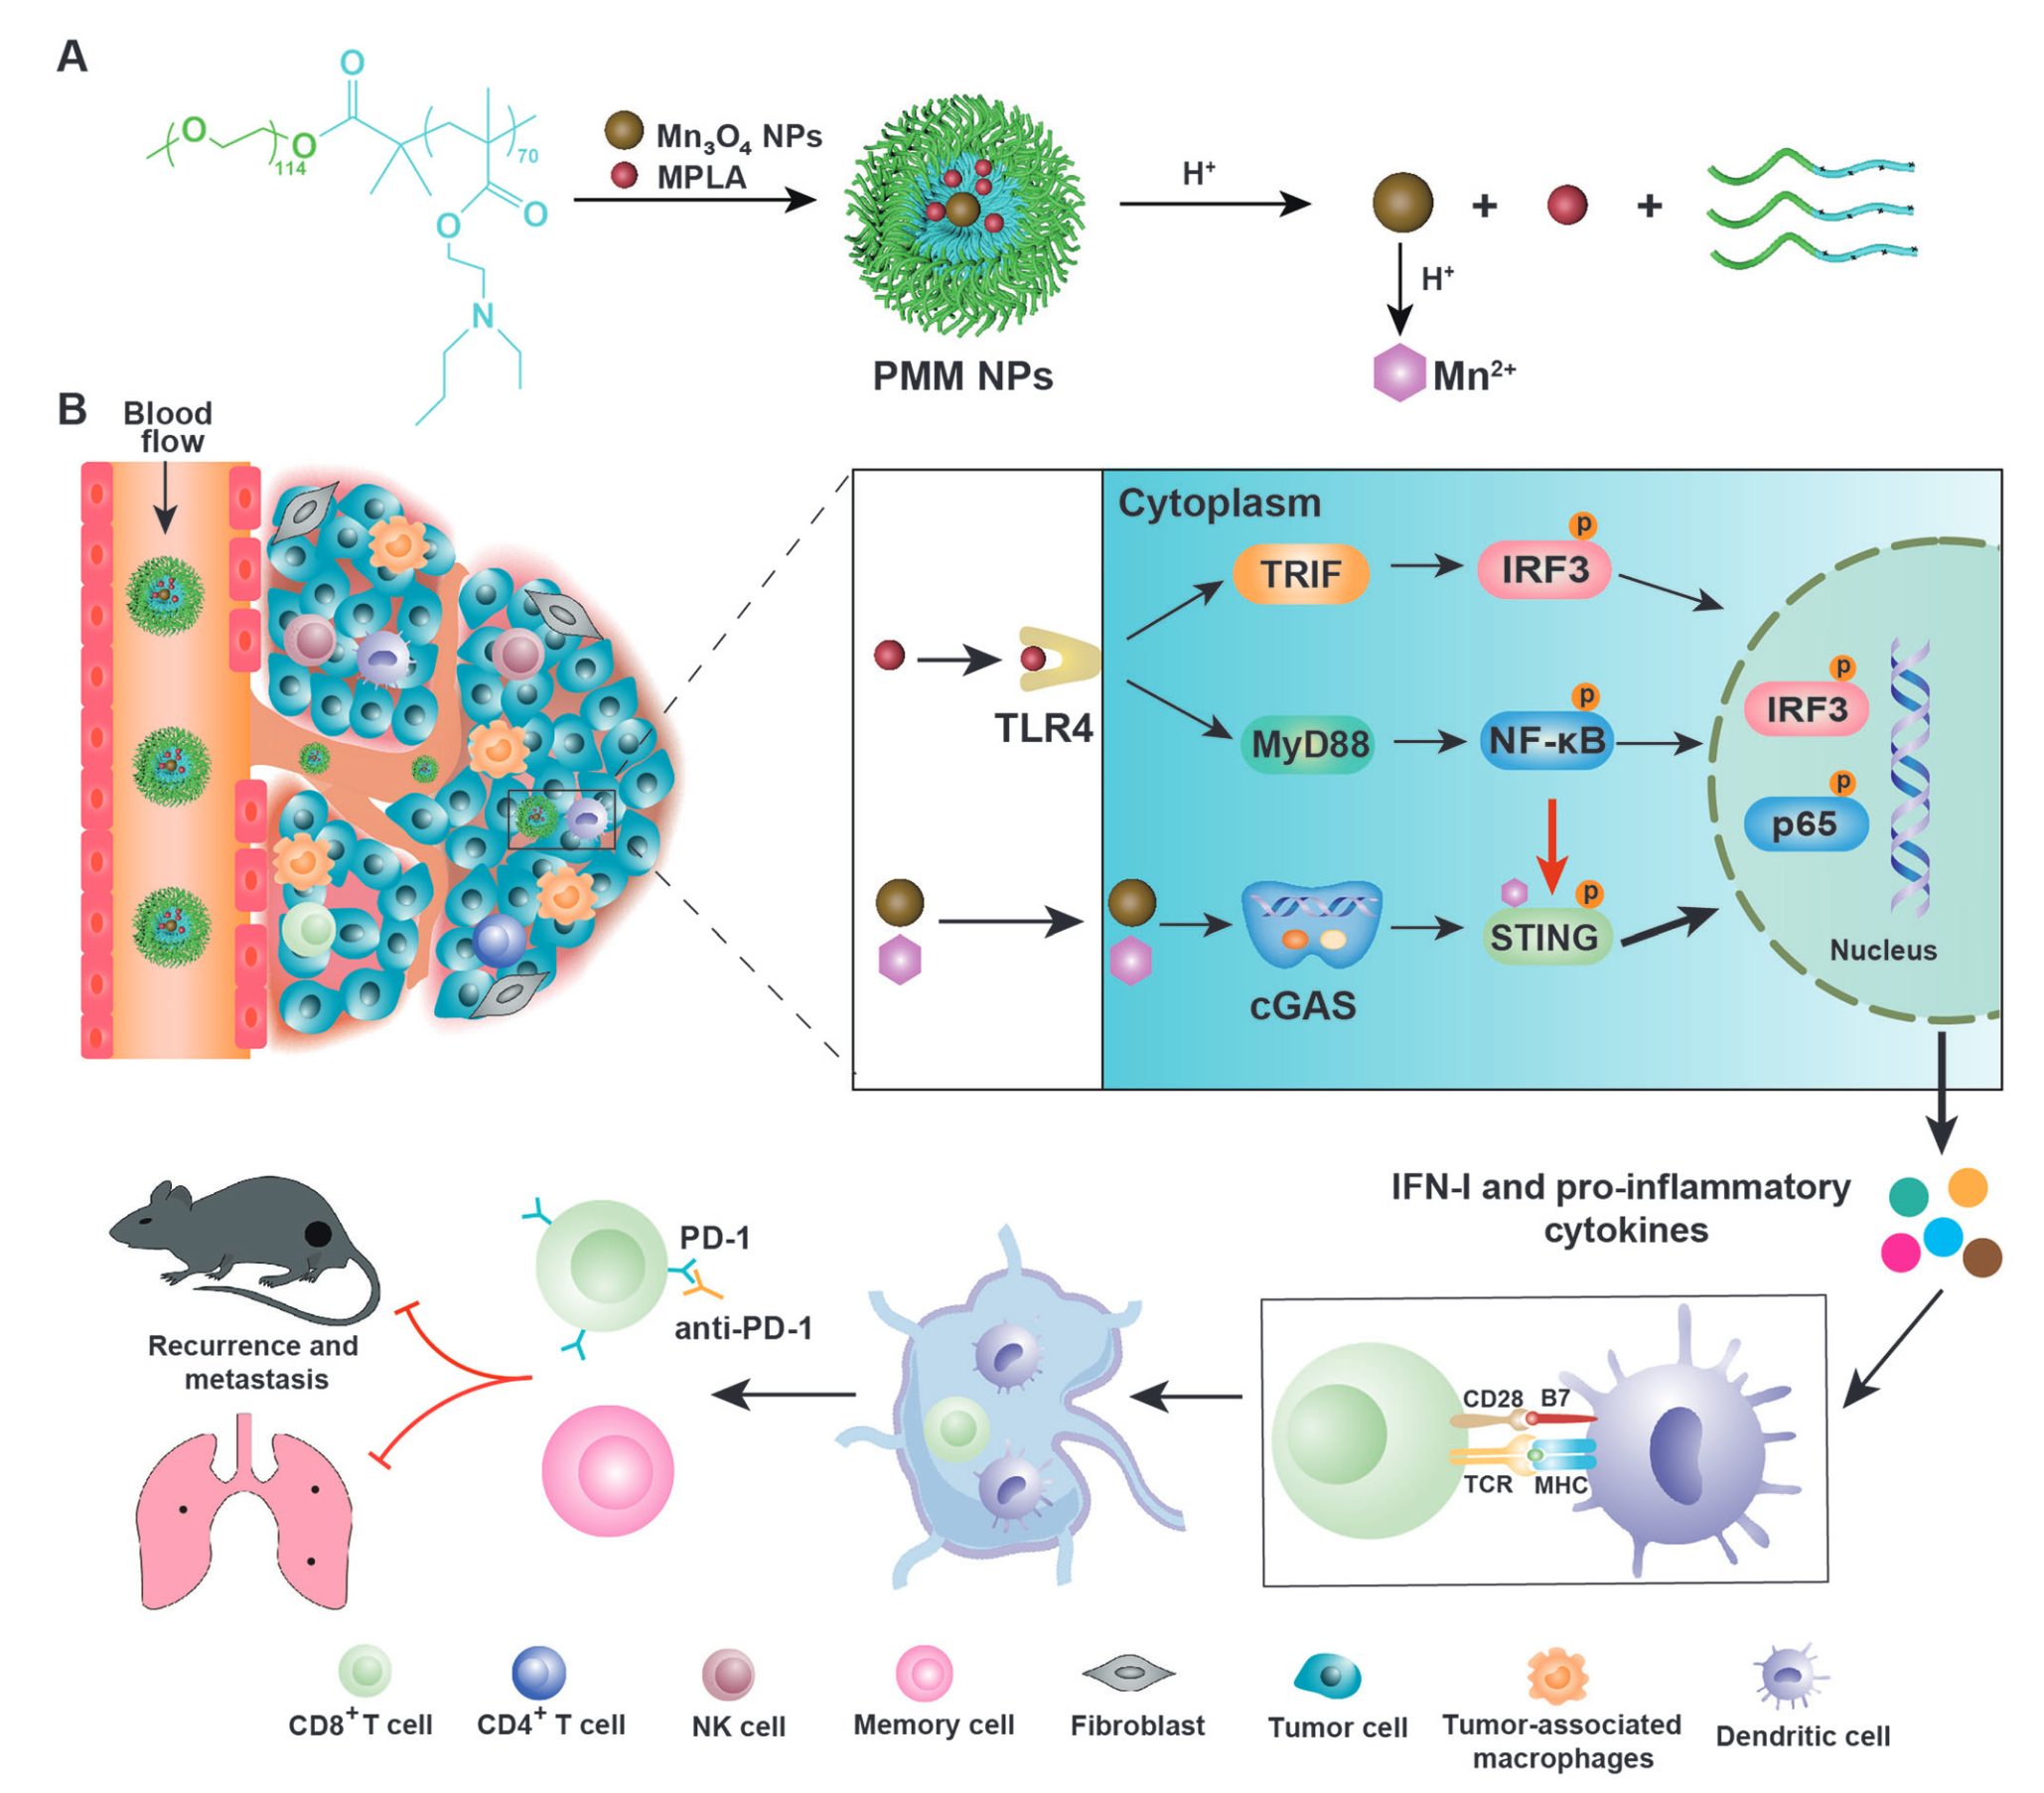 A
O
O
O
114
70
O
O
N
Mn₃O₄ NPs
MPLA
PMM NPs
H⁺
+
+
H⁺
Mn²⁺
B
Blood
flow
Cytoplasm
TRIF
p
IRF3
TLR4
MyD88
p
NF-κB
p
IRF3
p
p65
cGAS
p
STING
Nucleus
IFN-I and pro-inflammatory
cytokines
PD-1
anti-PD-1
Recurrence and
metastasis
CD28 B7
TCR MHC
CD8⁺ T cell
CD4⁺ T cell
NK cell
Memory cell
Fibroblast
Tumor cell
Tumor-associated
macrophages
Dendritic cell